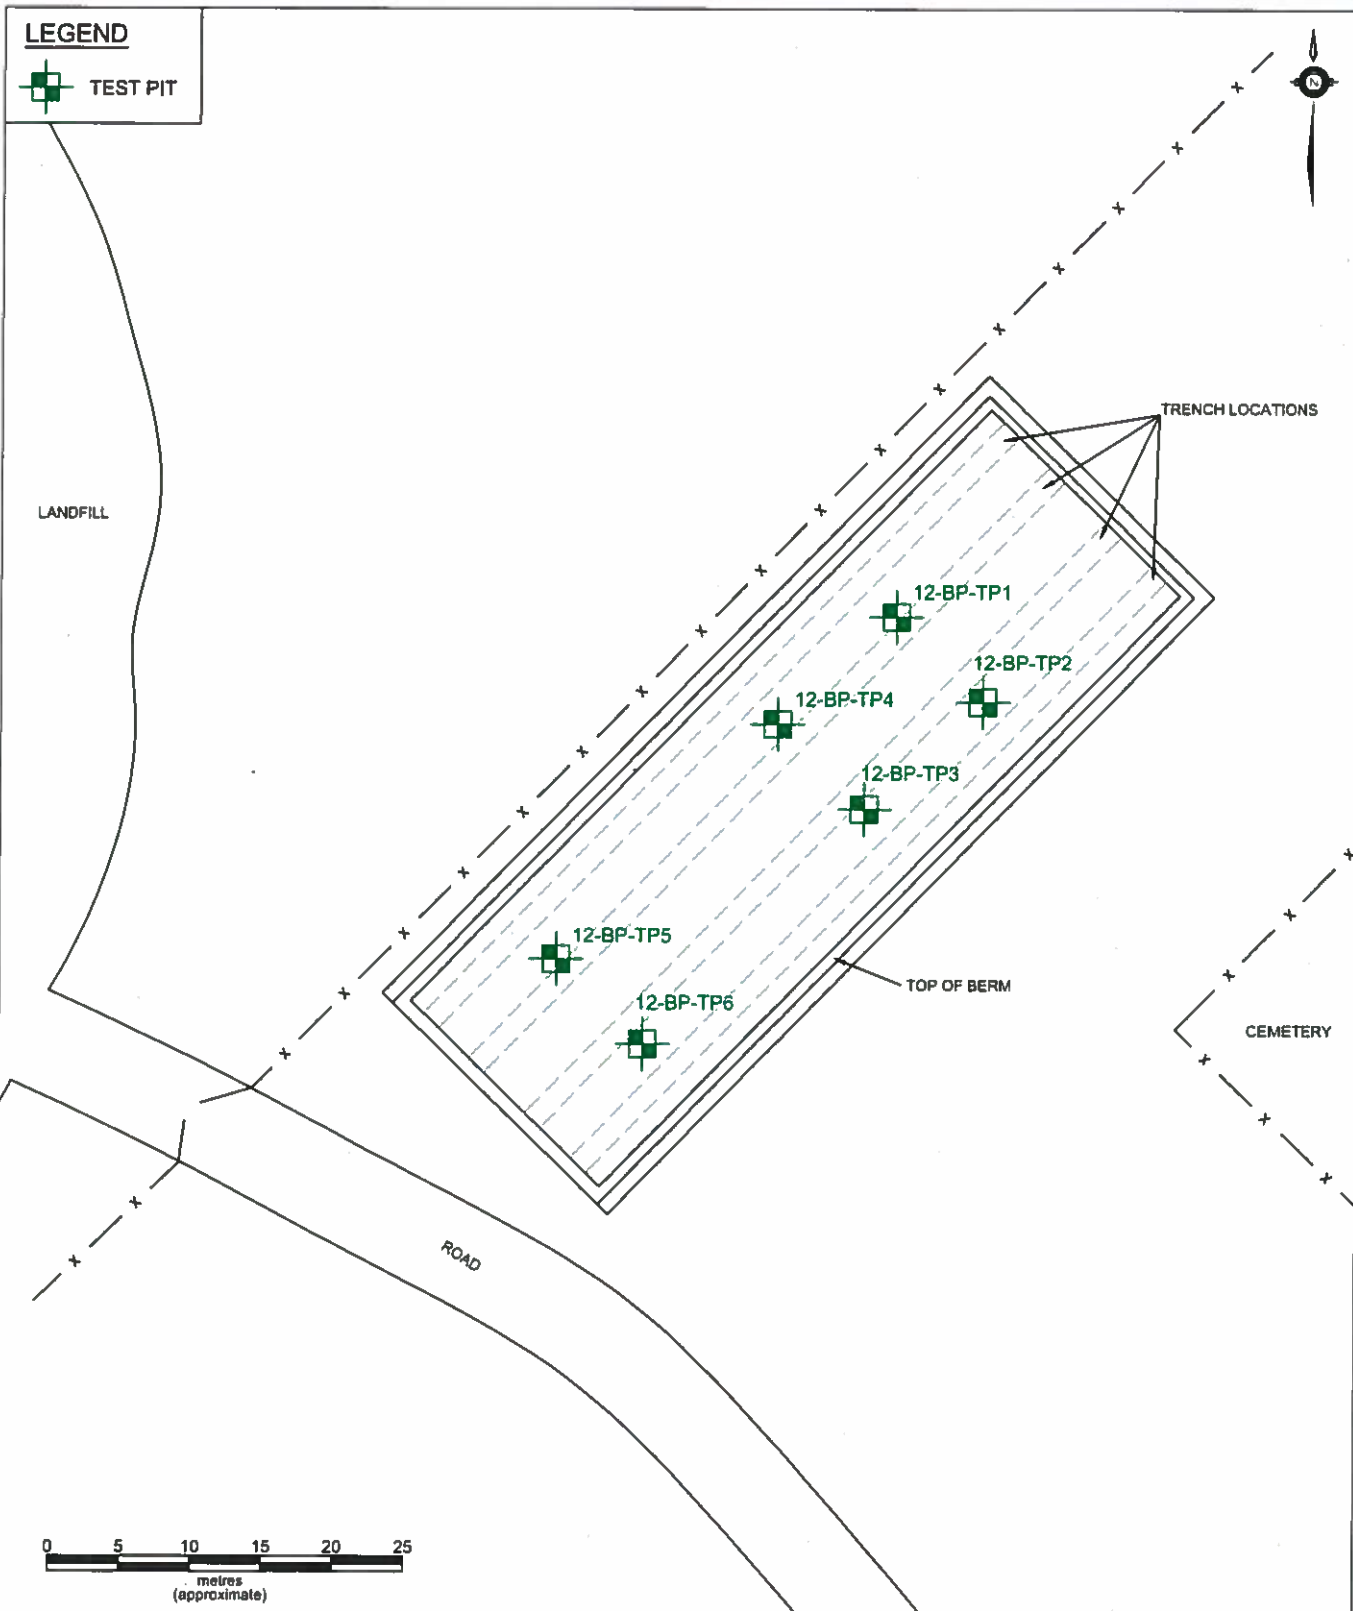 LEGEND
TEST PIT
N
TRENCH LOCATIONS
LANDFILL
12-BP-TP1
12-BP-TP2
12-BP-TP4
12-BP-TP3
12-BP-TP5
TOP OF BERM
12-BP-TP6
CEMETERY
ROAD
0 5 10 15 20 25
metres
(approximate)